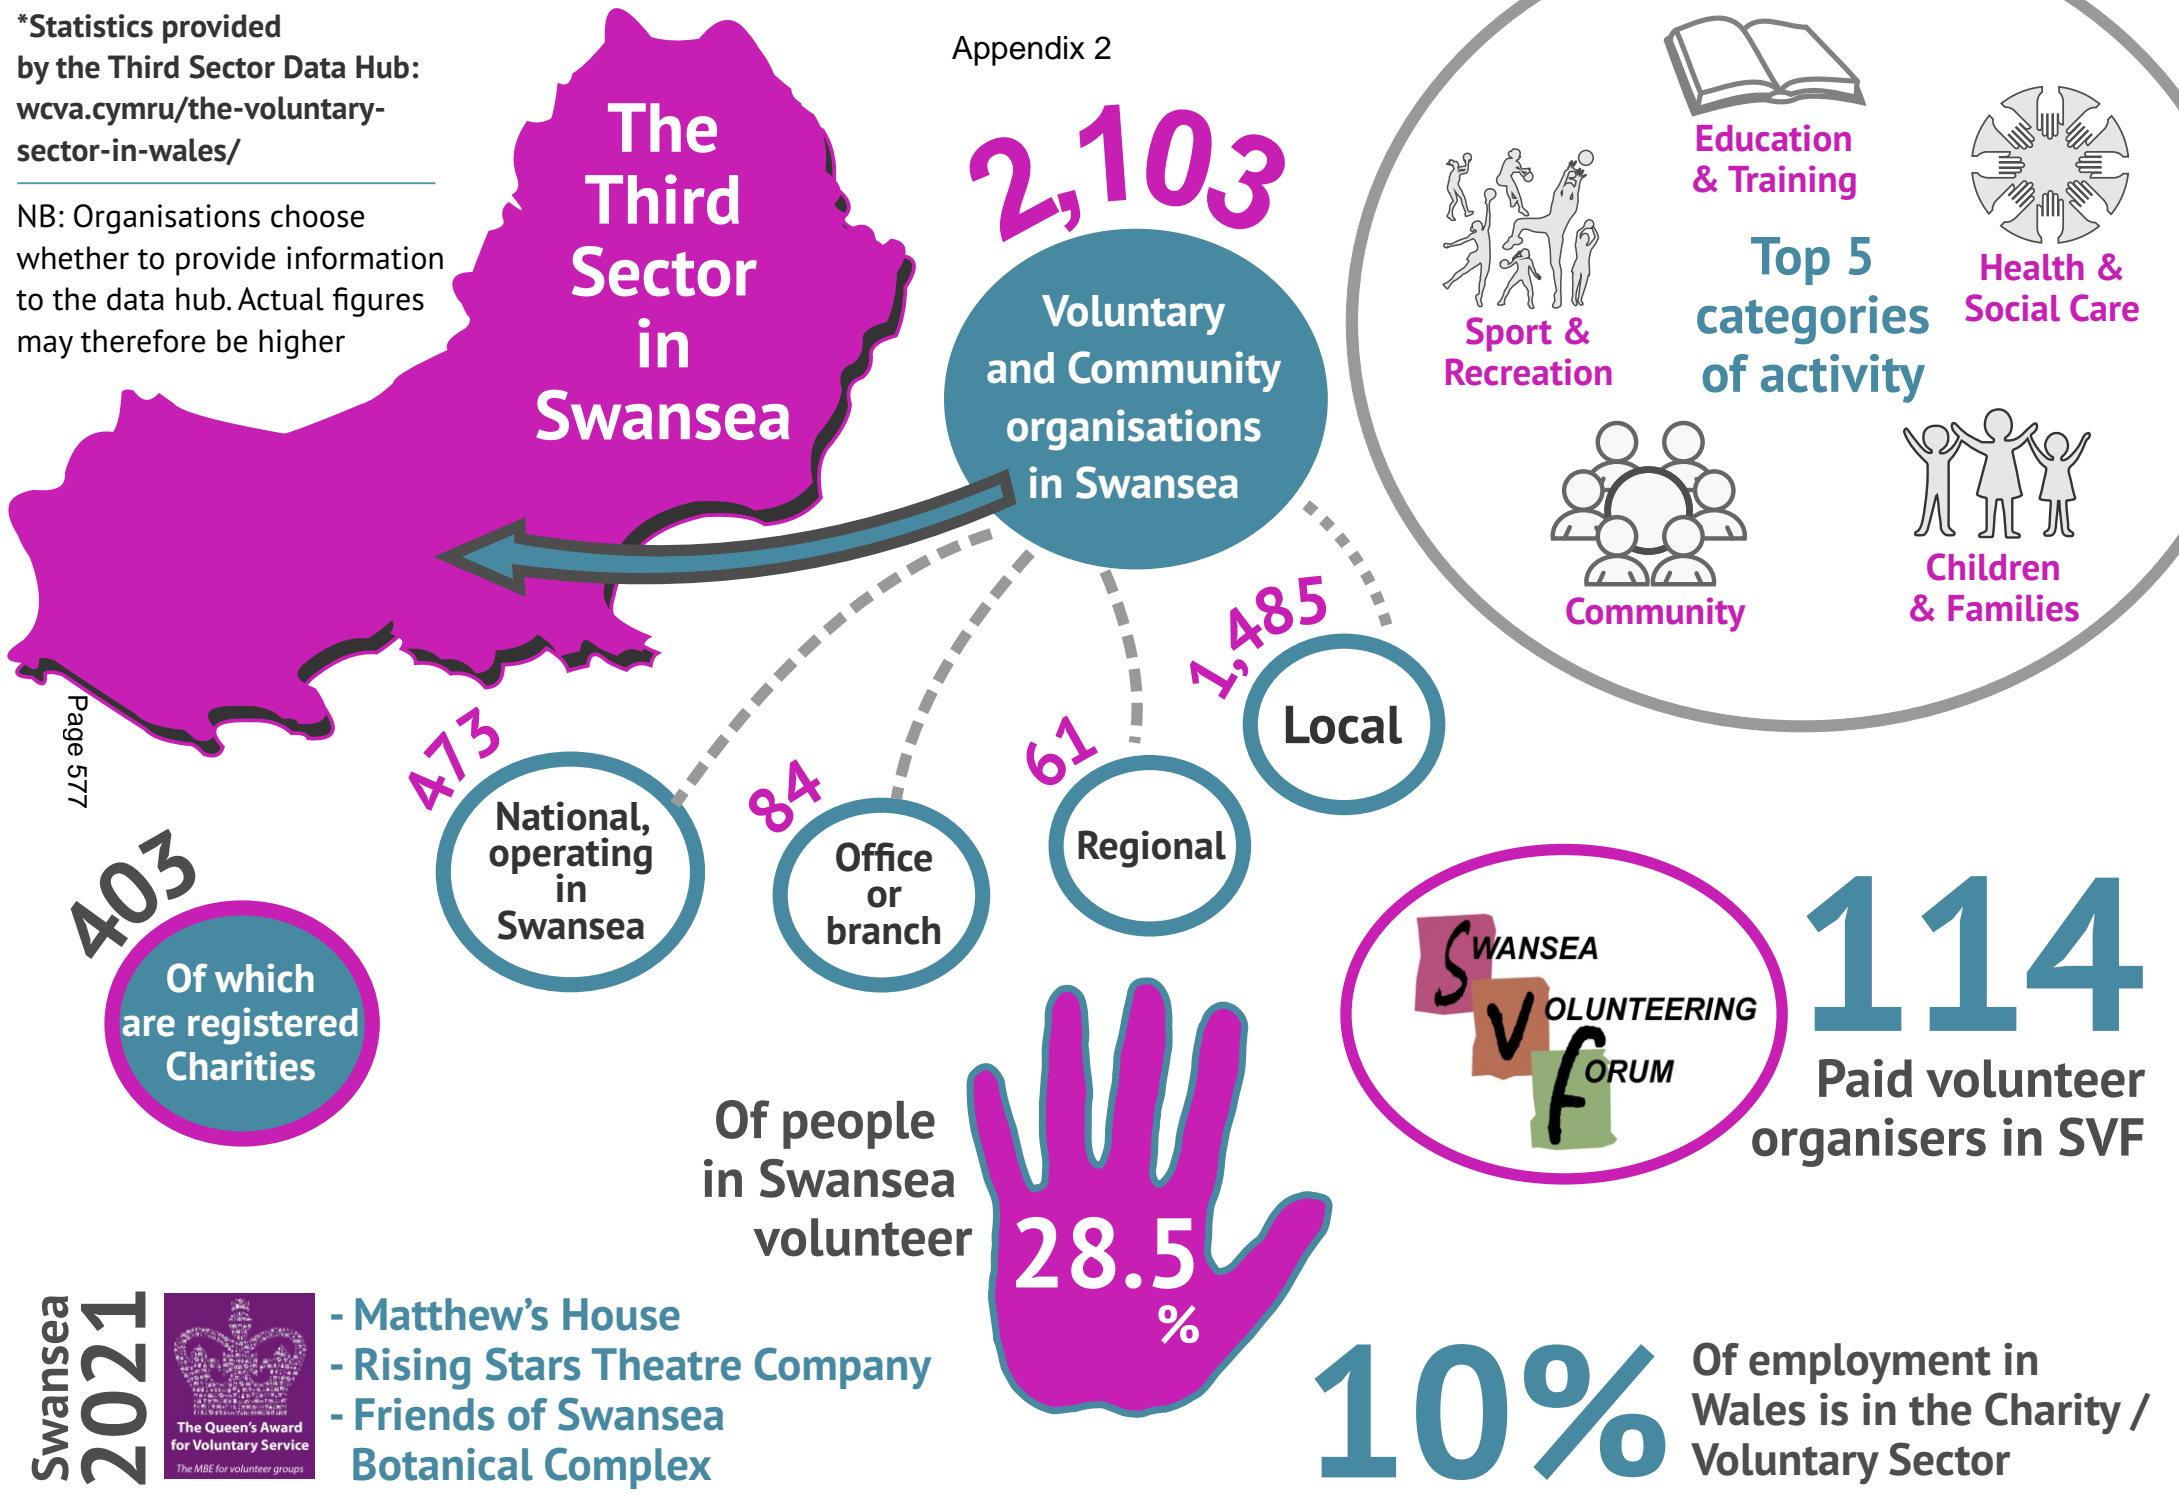 *Statistics provided
by the Third Sector Data Hub:
wcva.cymru/the-voluntary-
sector-in-wales/
NB: Organisations choose
whether to provide information
to the data hub. Actual figures
may therefore be higher
The
Third
Sector
in
Swansea
Appendix 2
2,103
Voluntary
and Community
organisations
in Swansea
Education
& Training
Health &
Social Care
Sport &
Recreation
Top 5
categories
of activity
Community
Children
& Families
473
National,
operating
in
Swansea
84
Office
or
branch
61
Regional
1,485
Local
Page 577
403
Of which
are registered
Charities
SWANSEA
VOLUNTEERING
FORUM
114
Paid volunteer
organisers in SVF
Of people
in Swansea
volunteer
28.5
%
Swansea
2021
The Queen's Award
for Voluntary Service
The MBE for volunteer groups
- Matthew's House
- Rising Stars Theatre Company
- Friends of Swansea
Botanical Complex
10%
Of employment in
Wales is in the Charity /
Voluntary Sector